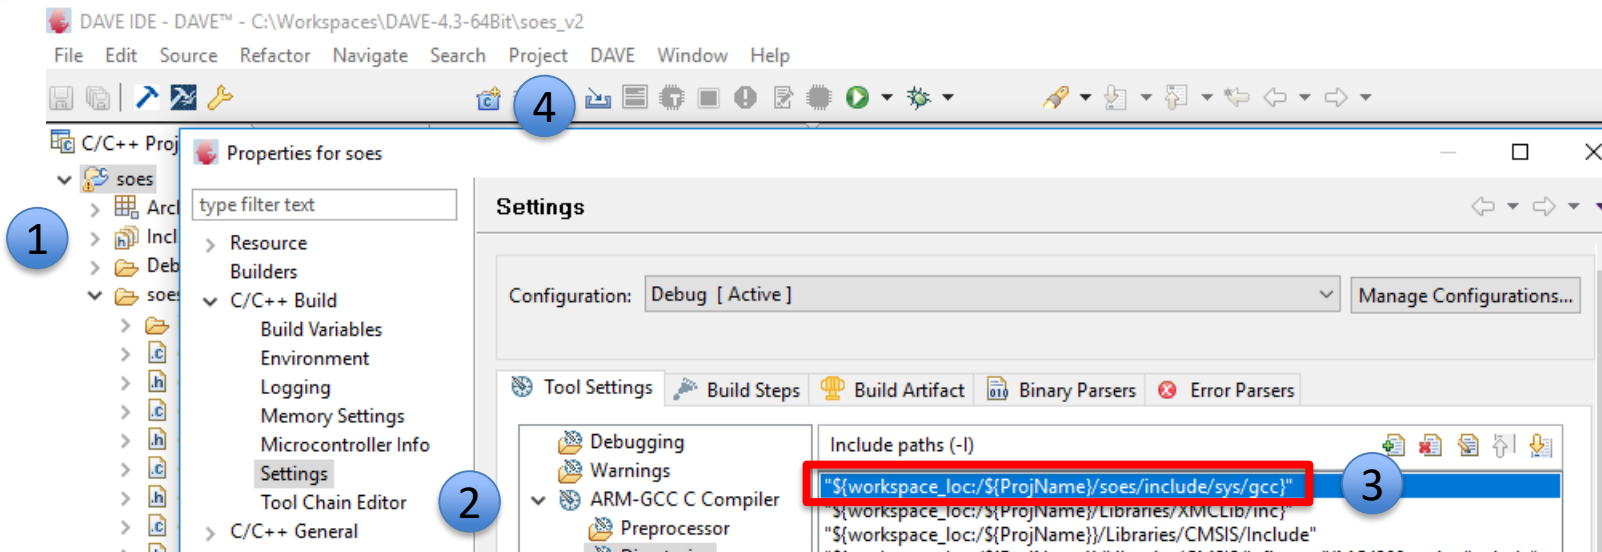 DAVE IDE - DAVE™ - C:\Workspaces\DAVE-4.3-64Bit\soes_v2
File Edit Source Refactor Navigate Search Project DAVE Window Help
4
C/C++ Proj
Properties for soes
soes
type filter text
Settings
1
Incl
Resource
Deb
Builders
C/C++ Build
Configuration: Debug [ Active ] Manage Configurations...
Build Variables
Environment
Logging
Tool Settings Build Steps Build Artifact Binary Parsers Error Parsers
Memory Settings
Microcontroller Info
Debugging
Include paths (-I)
Settings
Warnings
2
3
"${workspace_loc:/${ProjName}/soes/include/sys/gcc}"
Tool Chain Editor
ARM-GCC C Compiler
"${workspace_loc:/${ProjName}/Libraries/XMCLib/inc}"
C/C++ General
Preprocessor
"${workspace_loc:/${ProjName}}/Libraries/CMSIS/Include"